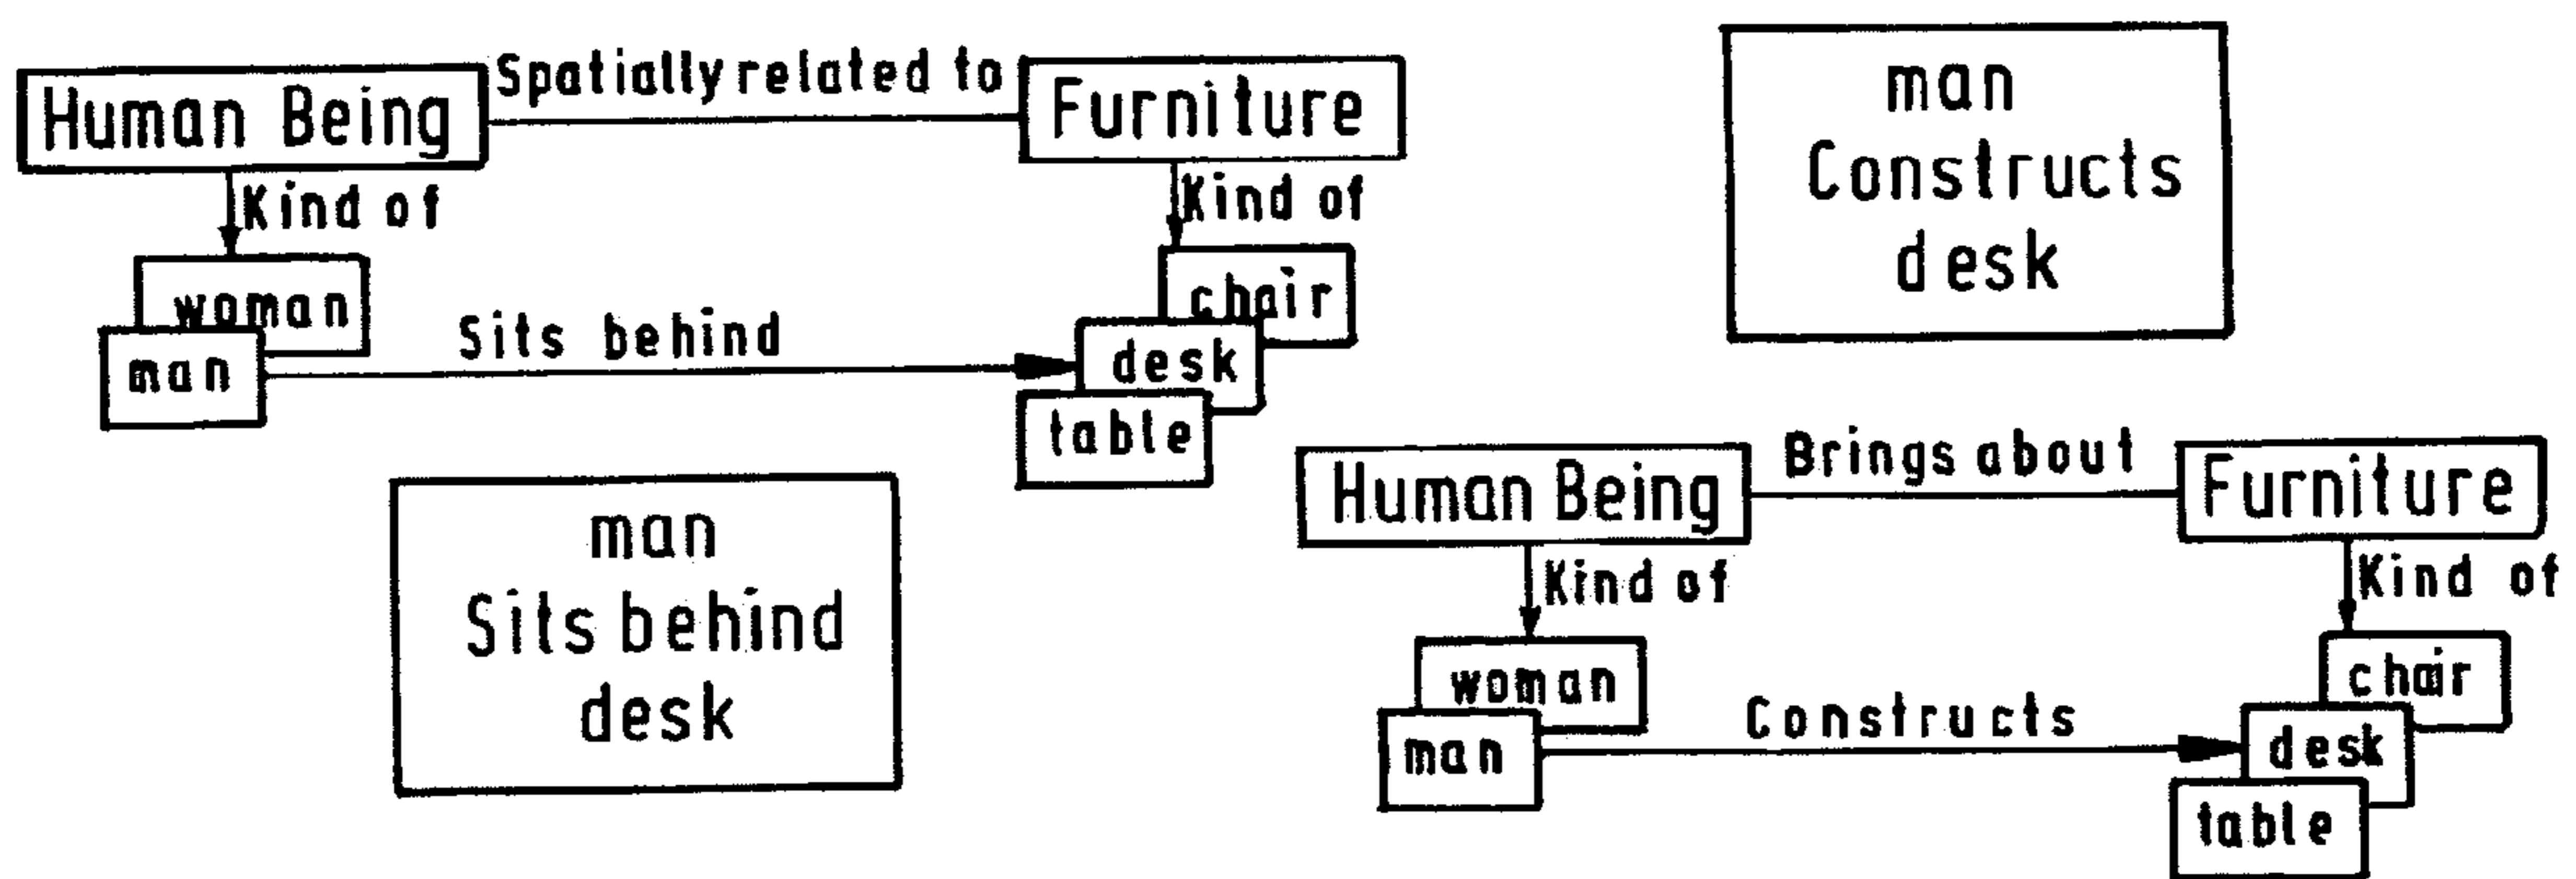 Human Being
Spatially related to
Furniture
Kind of
Kind of
woman
man
Sits behind
chair
desk
table
man
Sits behind
desk
man
Constructs
desk
Human Being
Brings about
Furniture
Kind of
Kind of
woman
man
Constructs
chair
desk
table